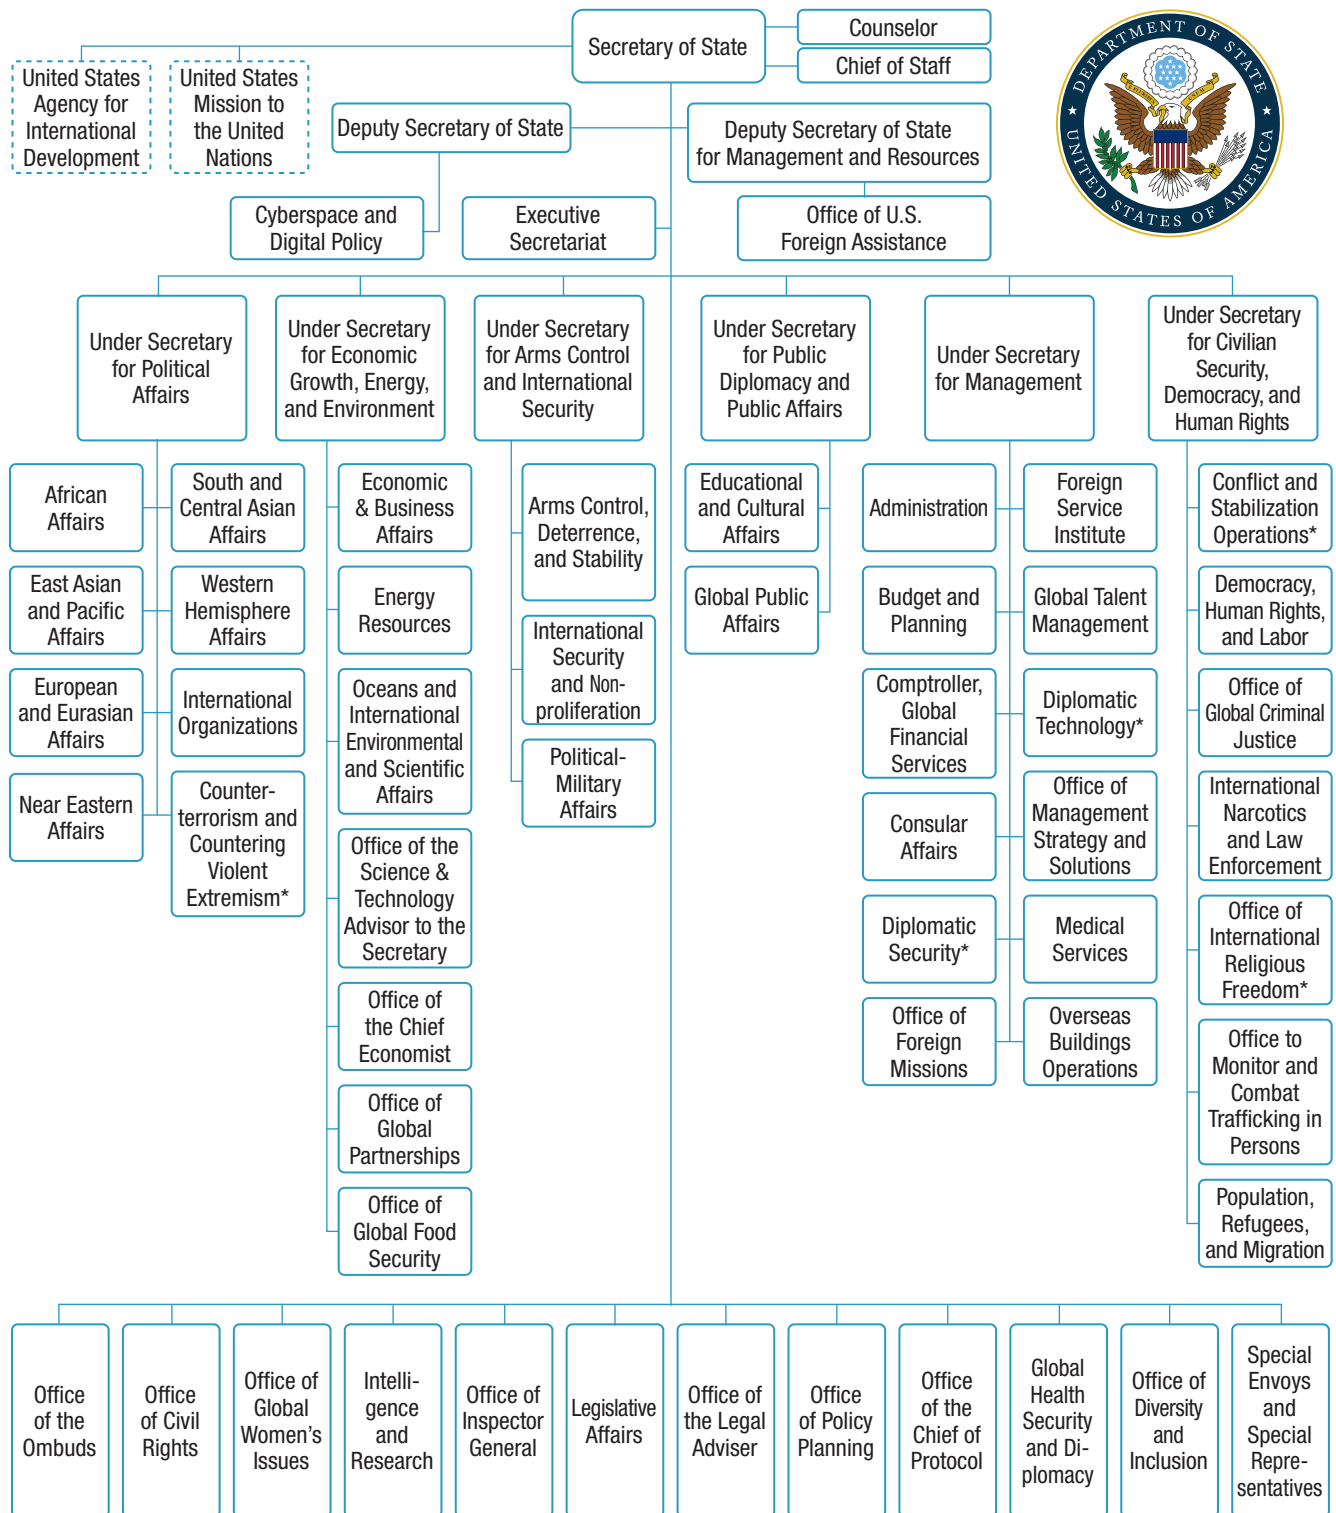 Secretary of State
Counselor
Chief of Staff
DEPARTMENT OF STATE
E PLURIBUS UNUM
UNITED STATES OF AMERICA
United States
Agency for
International
Development
United States
Mission to
the United
Nations
Deputy Secretary of State
Deputy Secretary of State
for Management and Resources
Cyberspace and
Digital Policy
Executive
Secretariat
Office of U.S.
Foreign Assistance
Under Secretary
for Political
Affairs
Under Secretary
for Economic
Growth, Energy,
and Environment
Under Secretary
for Arms Control
and International
Security
Under Secretary
for Public
Diplomacy and
Public Affairs
Under Secretary
for Management
Under Secretary
for Civilian
Security,
Democracy, and
Human Rights
African
Affairs
South and
Central Asian
Affairs
East Asian
and Pacific
Affairs
Western
Hemisphere
Affairs
European
and Eurasian
Affairs
International
Organizations
Near Eastern
Affairs
Counter-
terrorism and
Countering
Violent
Extremism*
Economic
& Business
Affairs
Energy
Resources
Oceans and
International
Environmental
and Scientific
Affairs
Office of the
Science &
Technology
Advisor to the
Secretary
Office of
the Chief
Economist
Office of
Global
Partnerships
Office of
Global Food
Security
Arms Control,
Deterrence,
and Stability
International
Security
and Non-
proliferation
Political-
Military
Affairs
Educational
and Cultural
Affairs
Global Public
Affairs
Administration
Foreign
Service
Institute
Budget and
Planning
Global Talent
Management
Comptroller,
Global
Financial
Services
Diplomatic
Technology*
Consular
Affairs
Office of
Management
Strategy and
Solutions
Diplomatic
Security*
Medical
Services
Office of
Foreign
Missions
Overseas
Buildings
Operations
Conflict and
Stabilization
Operations*
Democracy,
Human Rights,
and Labor
Office of
Global Criminal
Justice
International
Narcotics
and Law
Enforcement
Office of
International
Religious
Freedom*
Office to
Monitor and
Combat
Trafficking in
Persons
Population,
Refugees,
and Migration
Office
of the
Ombuds
Office
of Civil
Rights
Office of
Global
Women's
Issues
Intelli-
gence
and
Research
Office of
Inspector
General
Legislative
Affairs
Office of
the Legal
Adviser
Office
of Policy
Planning
Office
of the
Chief of
Protocol
Global
Health
Security
and Di-
plomacy
Office of
Diversity
and
Inclusion
Special
Envoys
and
Special
Repre-
sentatives